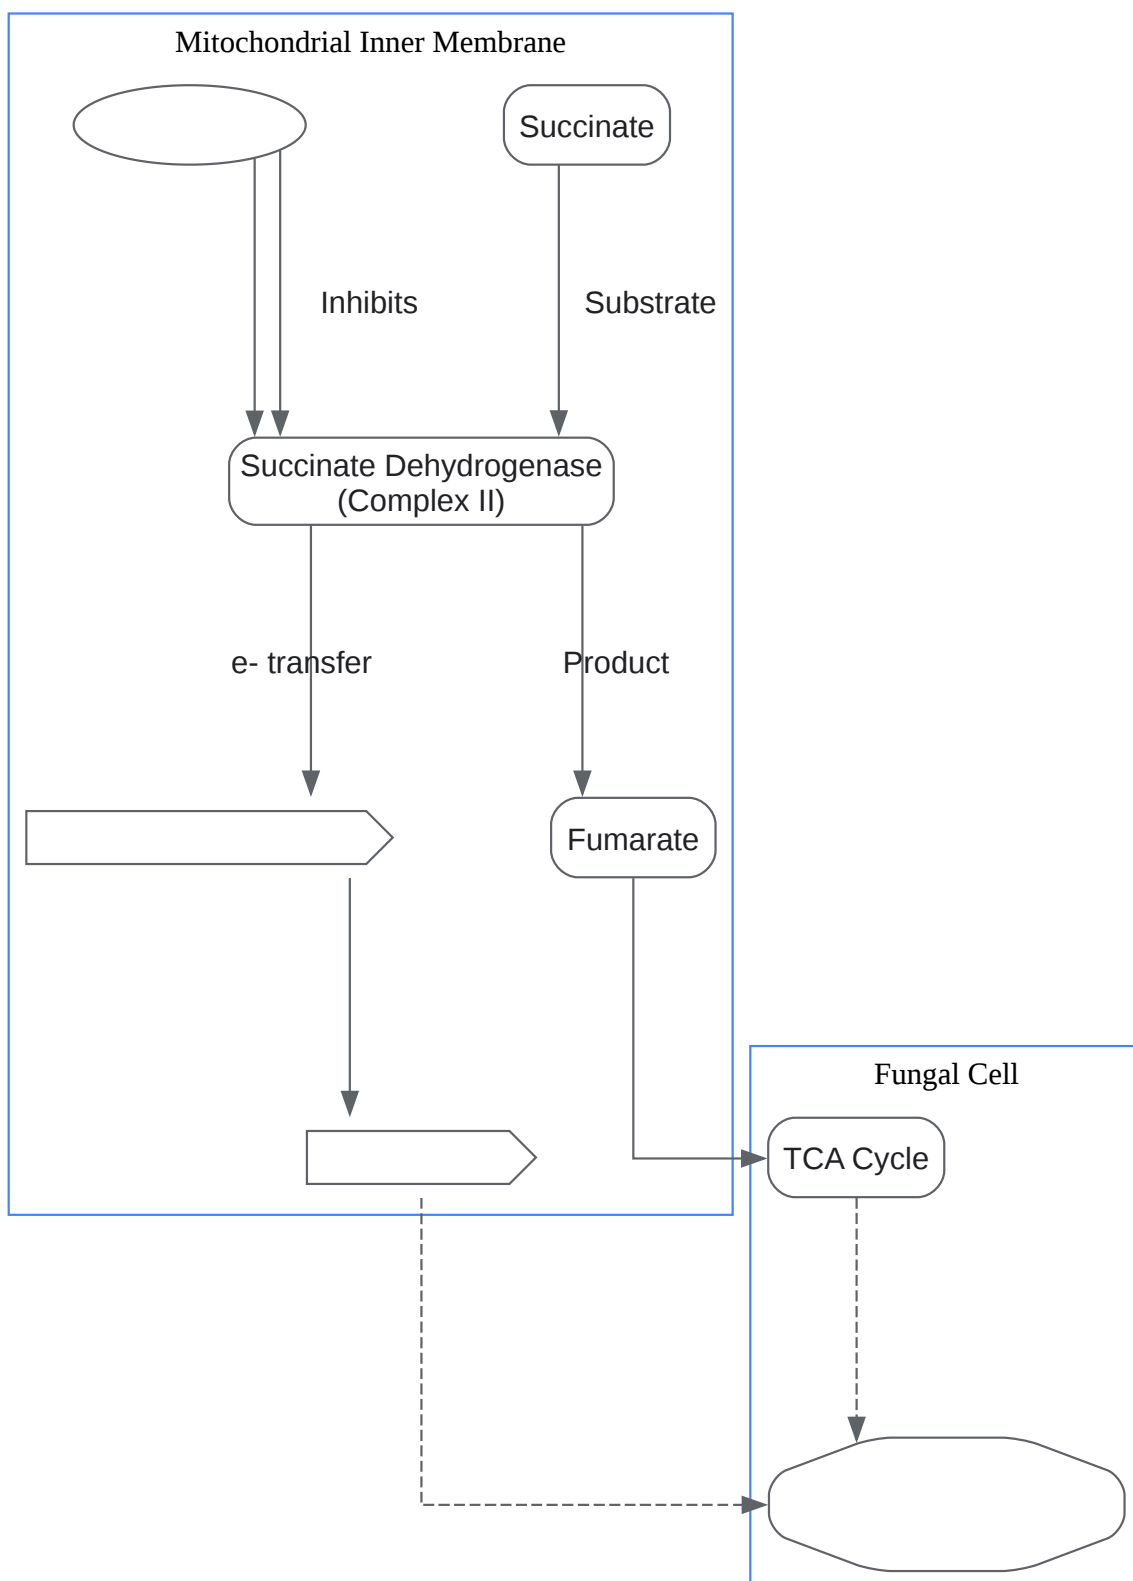 Mitochondrial Inner Membrane
Succinate
Inhibits
Substrate
Succinate Dehydrogenase
(Complex II)
e- transfer
Product
Fumarate
Fungal Cell
TCA Cycle